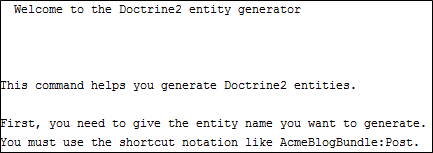 Welcome to the Doctrine2 entity generator
This command helps you generate Doctrine2 entities.
First, you need to give the entity name you want to generate.
You must use the shortcut notation like AcmeBlogBundle:Post.